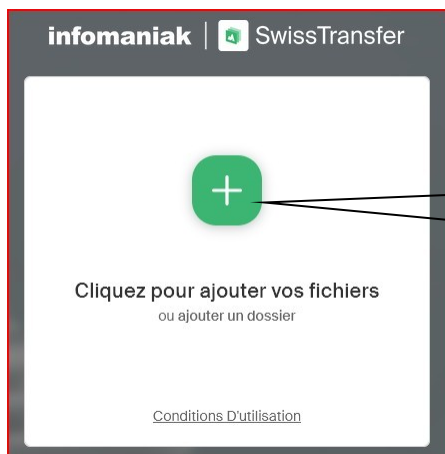 infomaniak | SwissTransfer
Cliquez pour ajouter vos fichiers
ou ajouter un dossier
Conditions D'utilisation